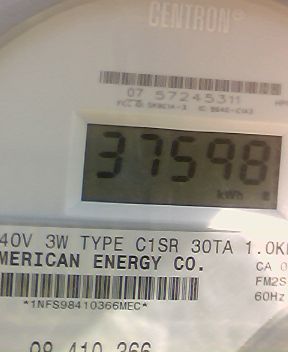 CENTRON®
07 57245311
37598
kWh
40V 3W TYPE C1SR 30TA 1.0K
MERICAN ENERGY CO.
CA 0
FM2S
60Hz
*1NFS98410366MEC*
98 410 366